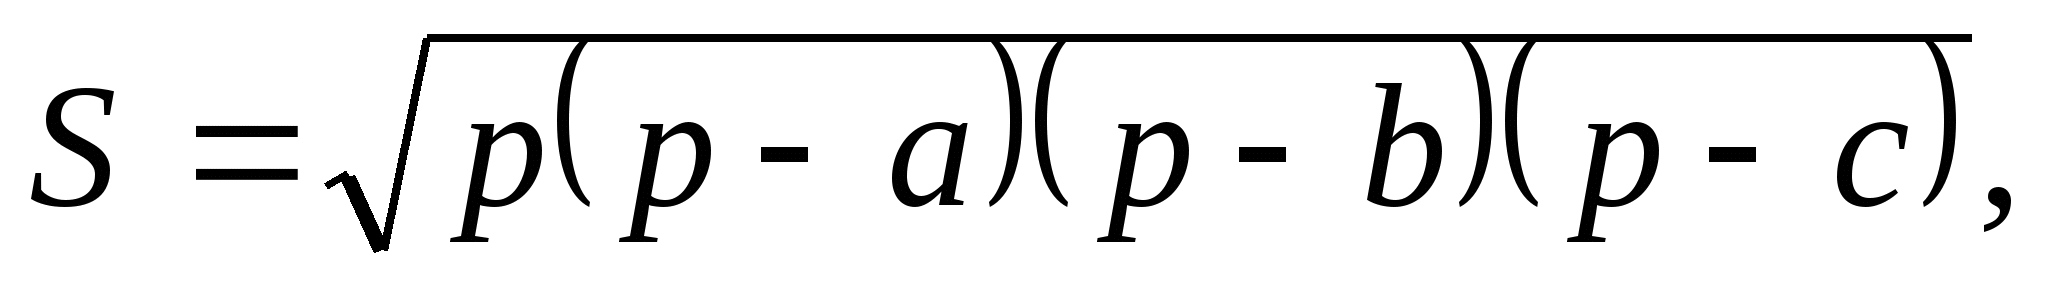 S = √p(p - a)(p - b)(p - c),